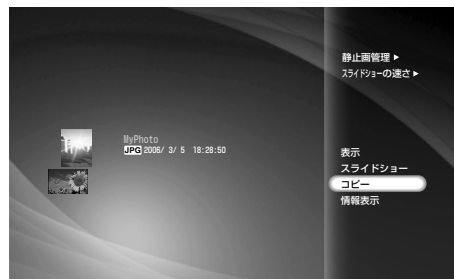 静止画管理 ▶
スライドショーの速さ ▶
MyPhoto
JPG 2006/ 3/ 5 18:28:50
表示
スライドショー
コピー
情報表示